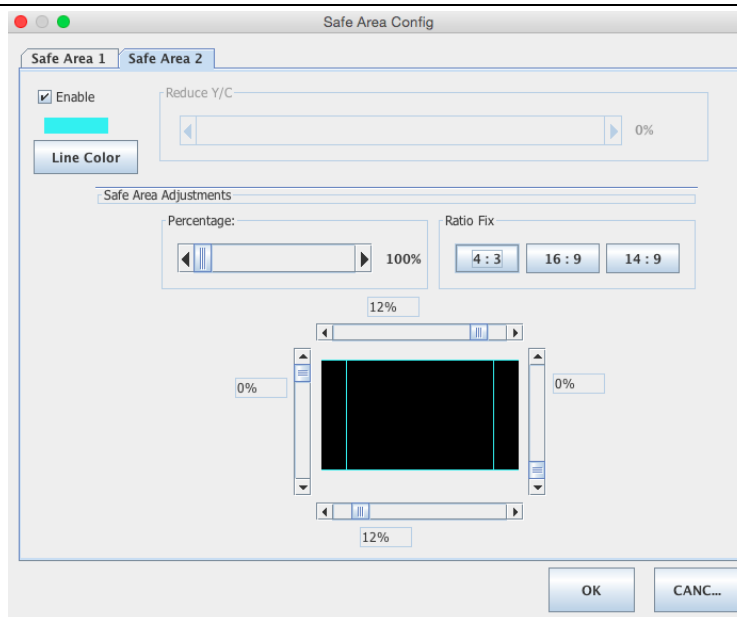 Safe Area Config
Safe Area 1 Safe Area 2
Enable
Reduce Y/C
0%
Line Color
Safe Area Adjustments
Percentage:
100%
Ratio Fix
4 : 3 16 : 9 14 : 9
12%
0%
0%
12%
OK CANC...